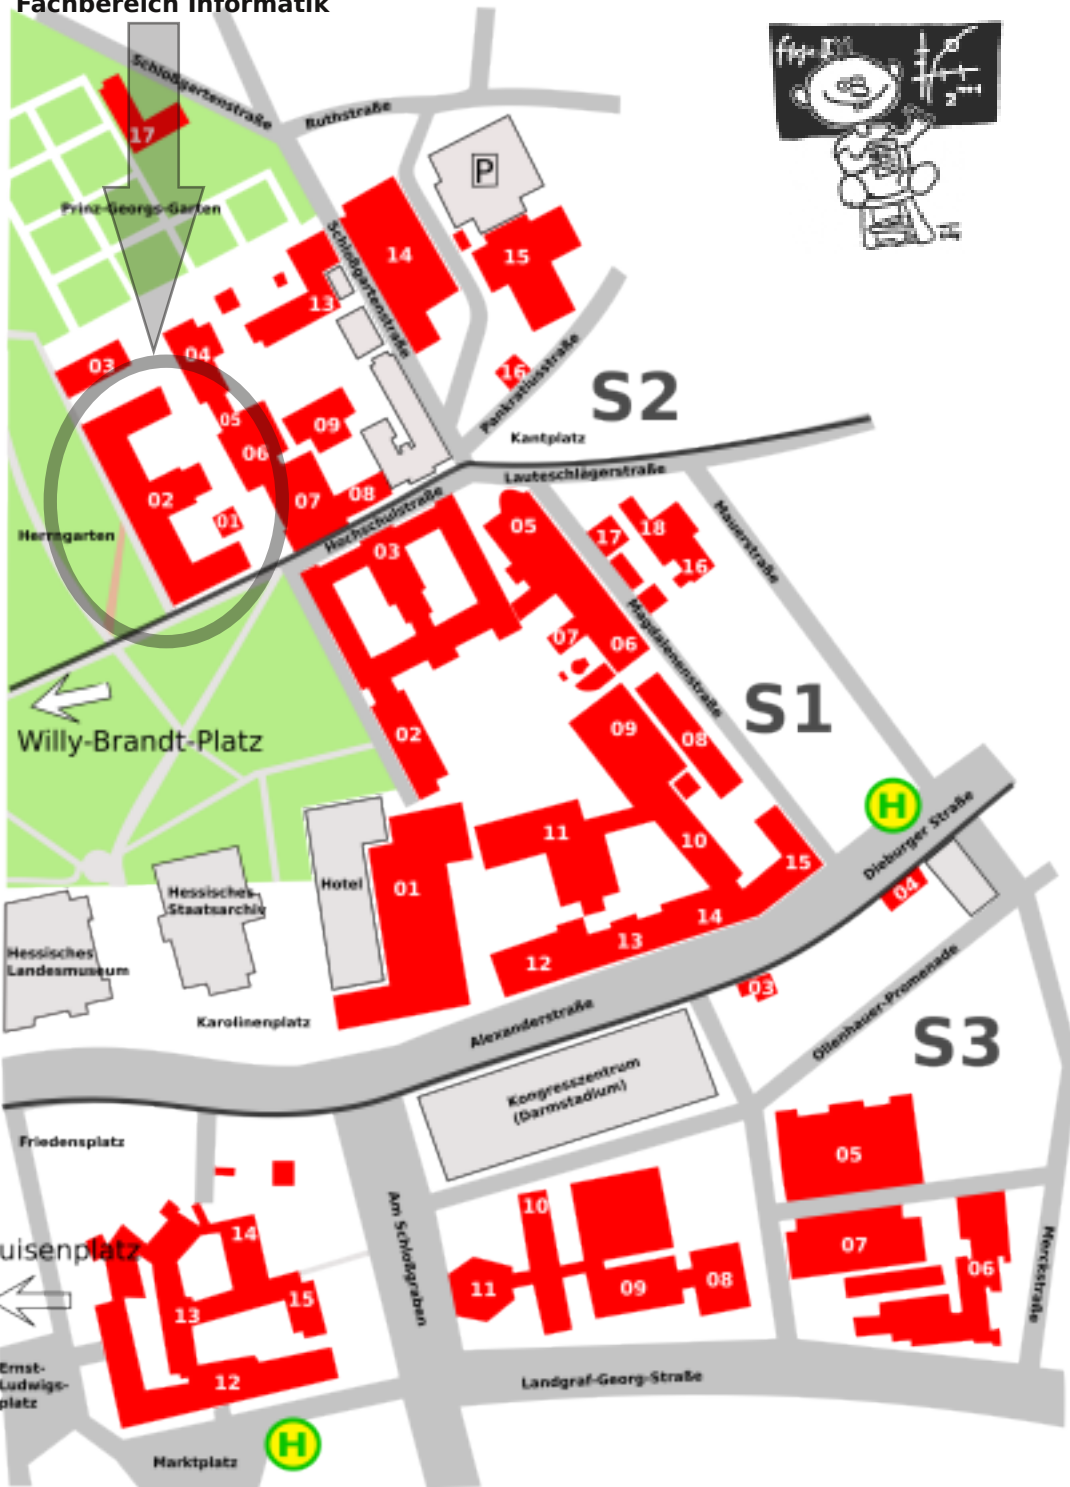 Fachbereich Informatik
Schloßgartenstraße
Ruthstraße
17
P
Prinz-Georgs-Garten
Schloßgartenstraße
14
15
13
03
04
16
Pankratiusstraße
S2
05
09
Kantplatz
06
Lauteschlägerstraße
02
07
08
01
Hochschulstraße
Herrngarten
03
05
17
18
16
Mauerstraße
07
06
Magdalenenstraße
S1
02
09
08
Willy-Brandt-Platz
H
11
10
15
Dieburger Straße
Hotel
01
04
Hessisches
Staatsarchiv
14
13
12
Hessisches
Landesmuseum
03
Karolinenplatz
Alexanderstraße
Ollenhauer-Promenade
S3
Kongresszentrum
(Darmstadium)
Friedensplatz
05
10
14
uisenplatz
Am Schloßgraben
07
06
Merckstraße
11
09
08
13
15
Ernst-
Ludwigs-
platz
12
Landgraf-Georg-Straße
H
Marktplatz